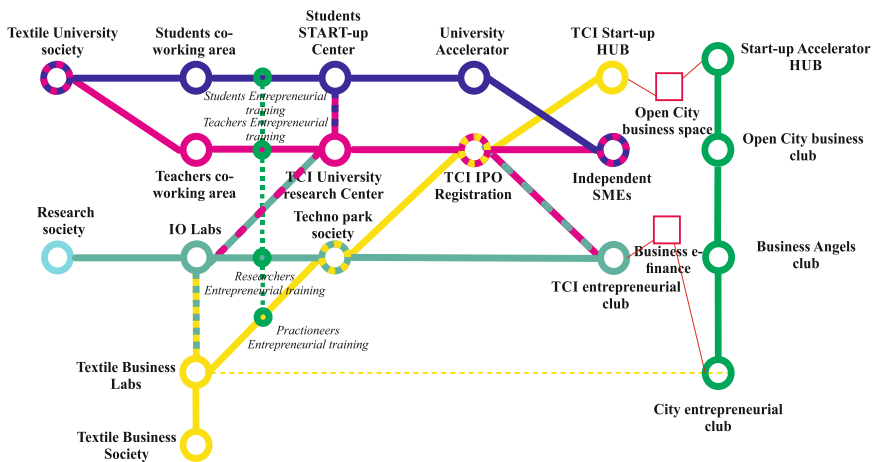 Textile University
society
Students co-
working area
Students
START-up
Center
University
Accelerator
TCI Start-up
HUB
Start-up Accelerator
HUB
Students Entrepreneurial
training
Teachers Entrepreneurial
training
Open City
business space
Open City business
club
Teachers co-
working area
TCI University
research Center
TCI IPO
Registration
Independent
SMEs
Research
society
IO Labs
Techno park
society
Business e-
finance
Business Angels
club
Researchers
Entrepreneurial training
TCI entrepreneurial
club
Practioneers
Entrepreneurial training
Textile Business
Labs
City entrepreneurial
club
Textile Business
Society